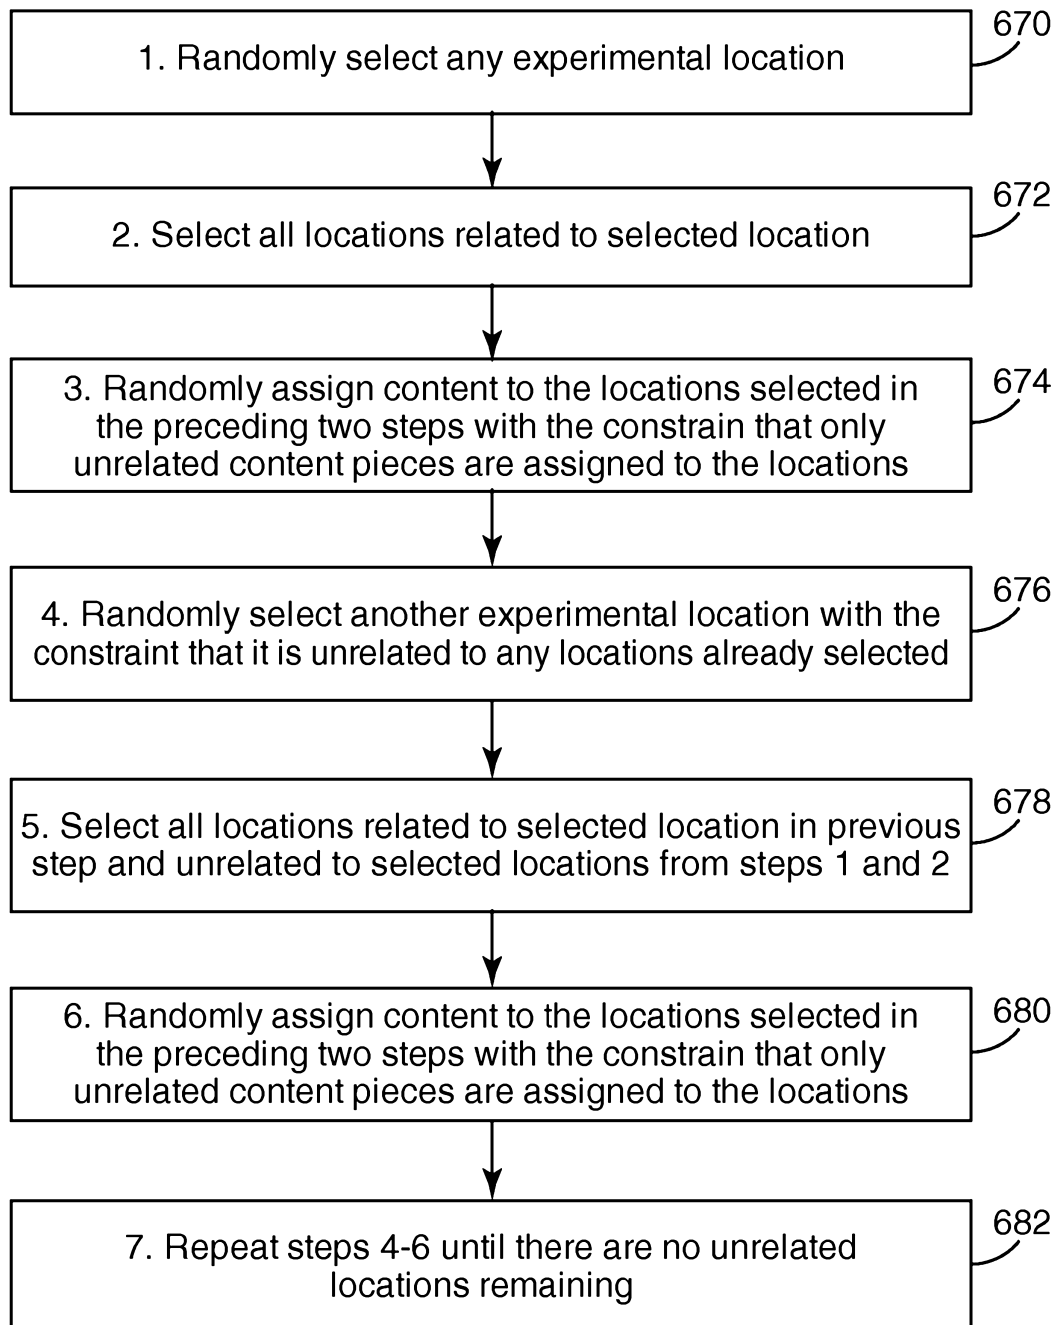 670
1. Randomly select any experimental location
672
2. Select all locations related to selected location
674
3. Randomly assign content to the locations selected in
the preceding two steps with the constrain that only
unrelated content pieces are assigned to the locations
676
4. Randomly select another experimental location with the
constraint that it is unrelated to any locations already selected
678
5. Select all locations related to selected location in previous
step and unrelated to selected locations from steps 1 and 2
680
6. Randomly assign content to the locations selected in
the preceding two steps with the constrain that only
unrelated content pieces are assigned to the locations
682
7. Repeat steps 4-6 until there are no unrelated
locations remaining